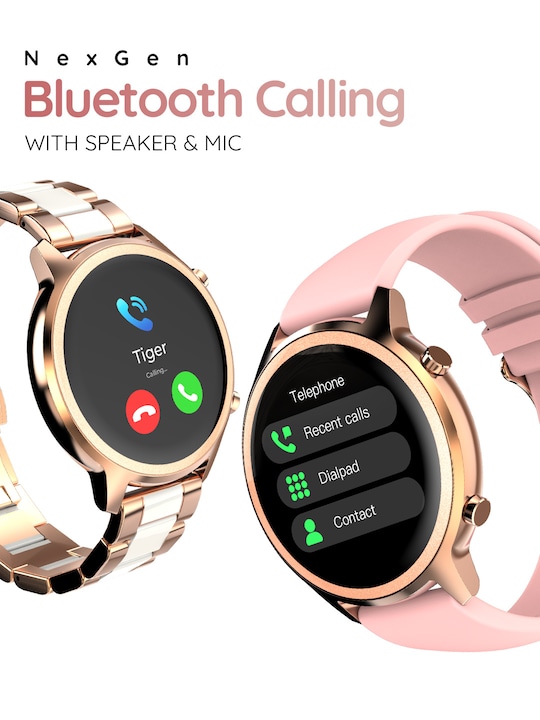 NexGen
Bluetooth Calling
WITH SPEAKER & MIC
Tiger
Calling...
Telephone
Recent calls
Dialpad
Contact